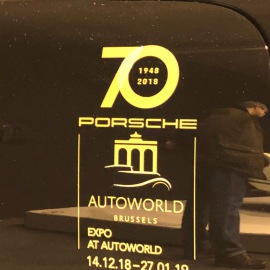 70
1948
2018
PORSCHE
AUTOWORLD
BRUSSELS
EXPO
AT AUTOWORLD
14.12.18–27.01.19